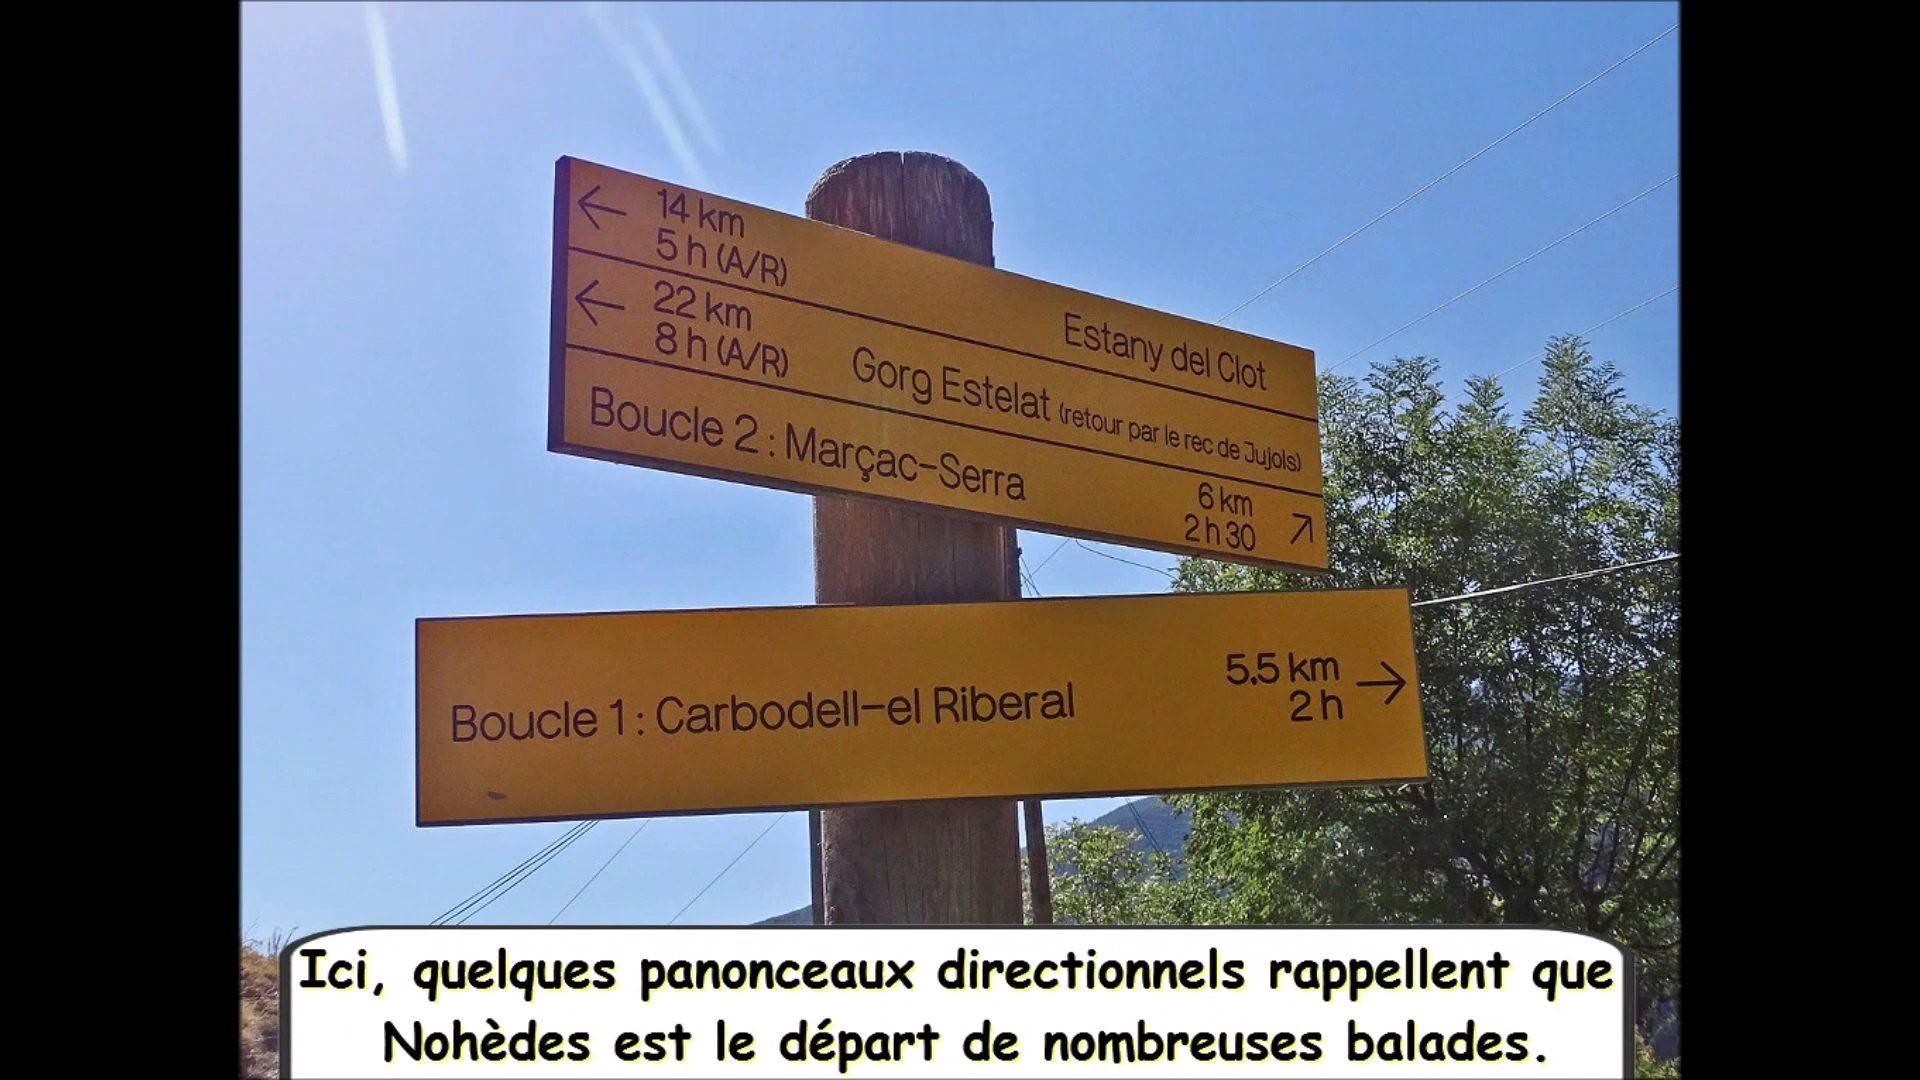 ← 14 km
5 h (A/R)
Estany del Clot
← 22 km
8 h (A/R)
Gorg Estelat (retour par le rec de Jujols)
Boucle 2 : Marçac-Serra
6 km
2 h 30 ↗
Boucle 1 : Carbodell-el Riberal
5,5 km →
2 h
Ici, quelques panonceaux directionnels rappellent que
Nohèdes est le départ de nombreuses balades.